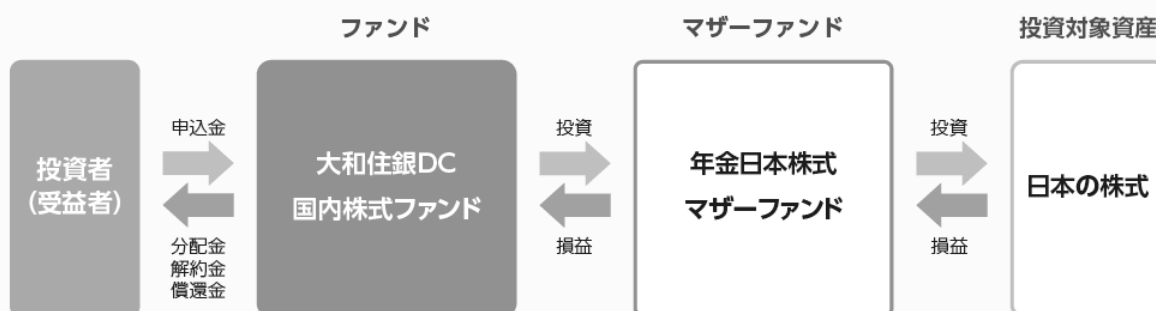 ファンド
マザーファンド
投資対象資産
投資者
（受益者）
申込金
分配金
解約金
償還金
大和住銀DC
国内株式ファンド
投資
損益
年金日本株式
マザーファンド
投資
損益
日本の株式